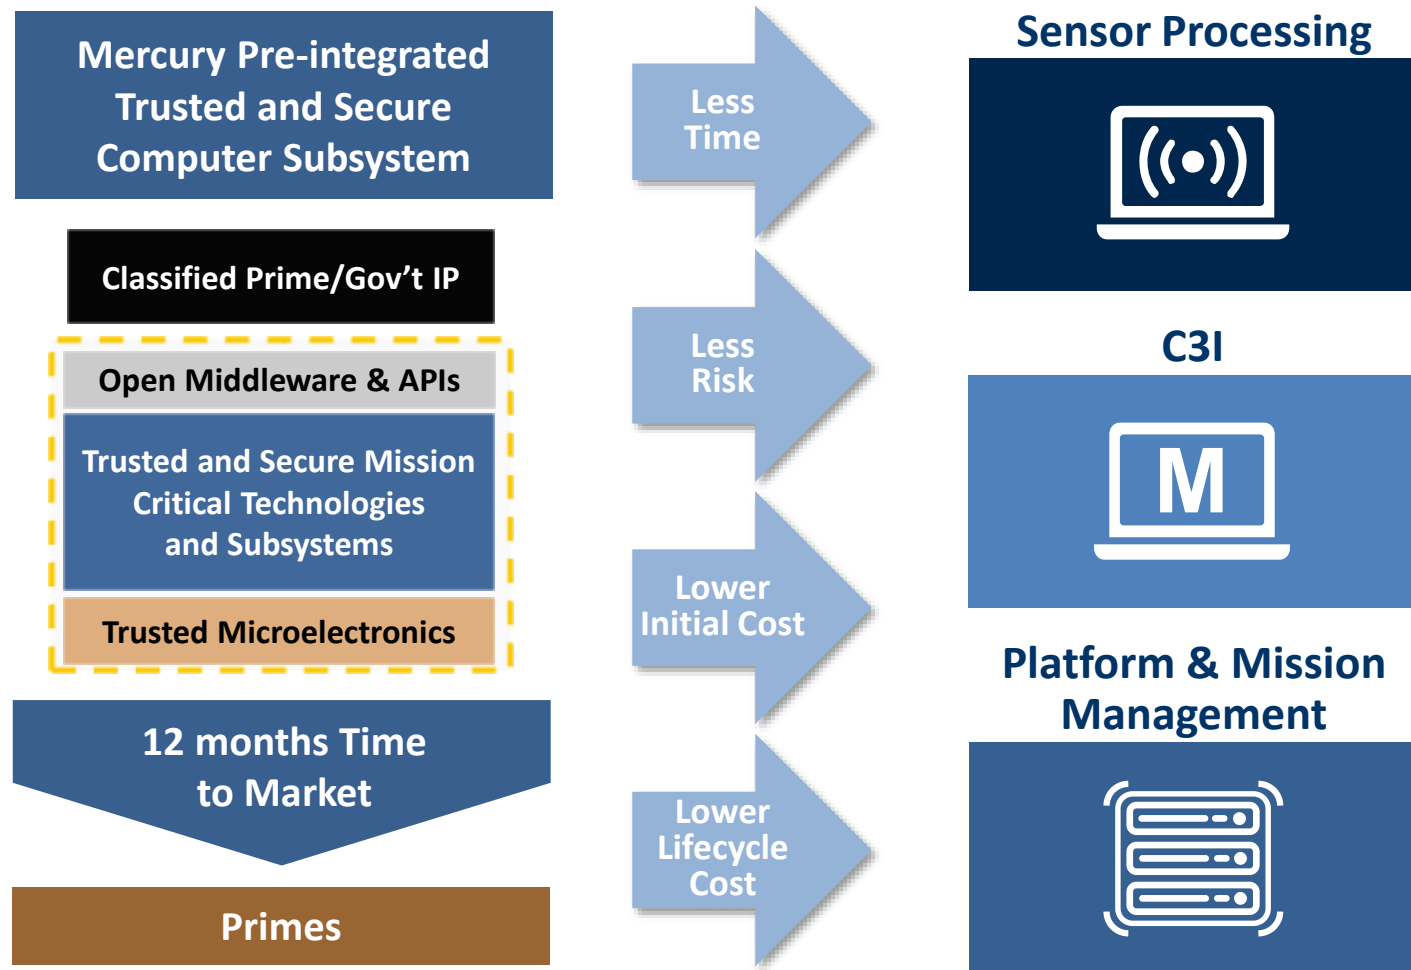 Mercury Pre-integrated
Trusted and Secure
Computer Subsystem
Classified Prime/Gov’t IP
Open Middleware & APIs
Trusted and Secure Mission
Critical Technologies
and Subsystems
Trusted Microelectronics
12 months Time
to Market
Primes
Less
Time
Less
Risk
Lower
Initial Cost
Lower
Lifecycle
Cost
Sensor Processing
C3I
M
Platform & Mission
Management